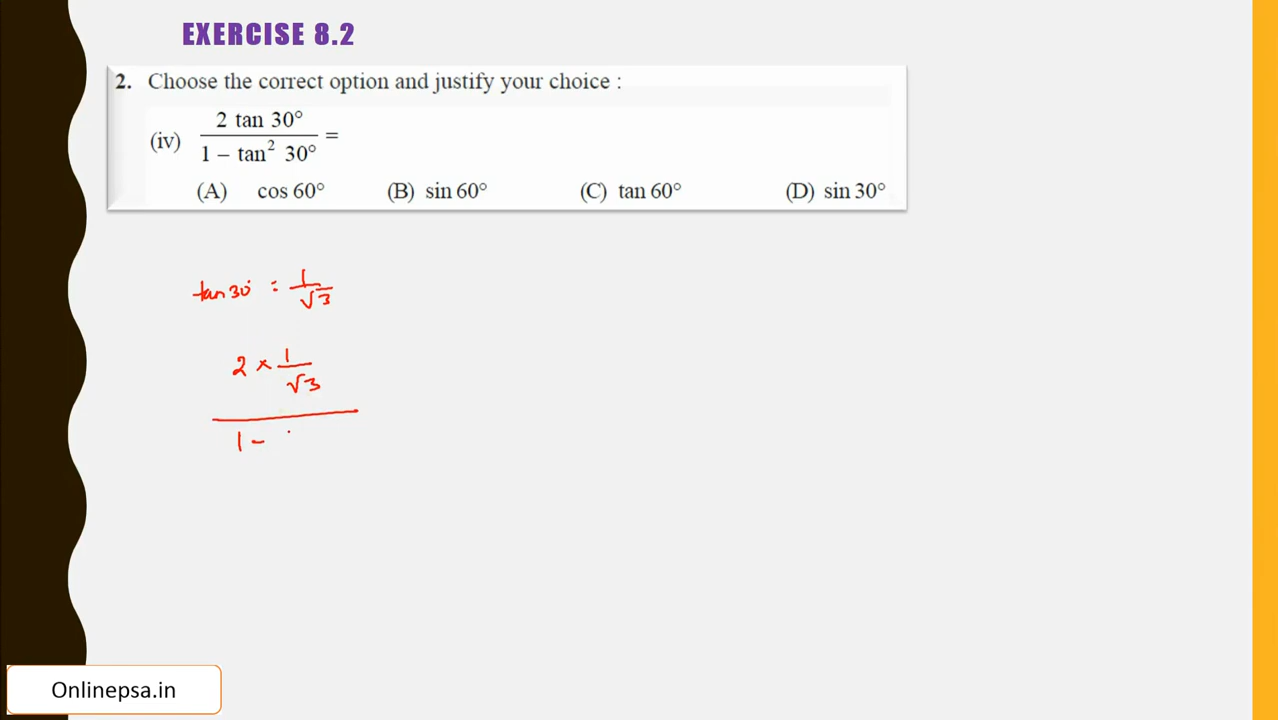 EXERCISE 8.2
2. Choose the correct option and justify your choice :
(iv) 2 tan 30° / 1 – tan² 30° =
(A) cos 60° (B) sin 60° (C) tan 60° (D) sin 30°
tan 30° = 1/√3
2 × 1/√3
1 –
Onlinepsa.in